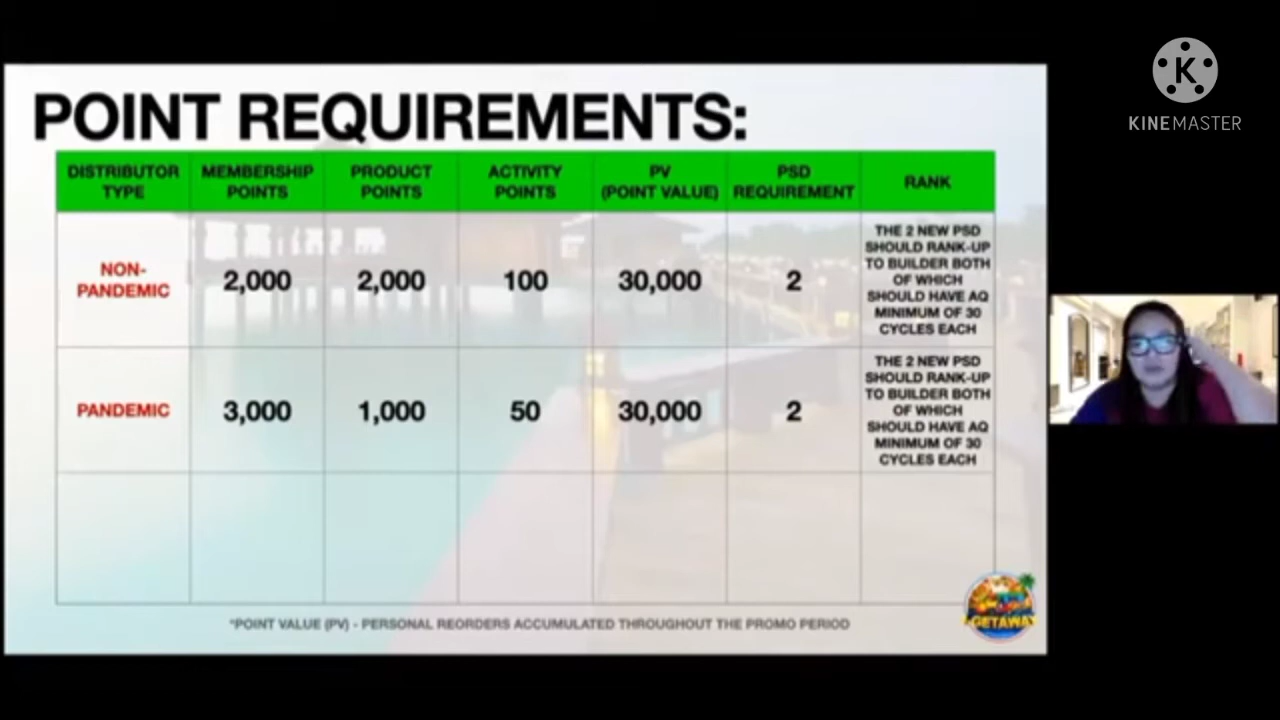 KINEMASTER
POINT REQUIREMENTS:
DISTRIBUTOR TYPE
MEMBERSHIP POINTS
PRODUCT POINTS
ACTIVITY POINTS
PV (POINT VALUE)
PSD REQUIREMENT
RANK
NON-
PANDEMIC
2,000
2,000
100
30,000
2
THE 2 NEW PSD
SHOULD RANK-UP
TO BUILDER BOTH
OF WHICH
SHOULD HAVE AQ
MINIMUM OF 30
CYCLES EACH
PANDEMIC
3,000
1,000
50
30,000
2
THE 2 NEW PSD
SHOULD RANK-UP
TO BUILDER BOTH
OF WHICH
SHOULD HAVE AQ
MINIMUM OF 30
CYCLES EACH
*POINT VALUE (PV) - PERSONAL REORDERS ACCUMULATED THROUGHOUT THE PROMO PERIOD
GETAWAY